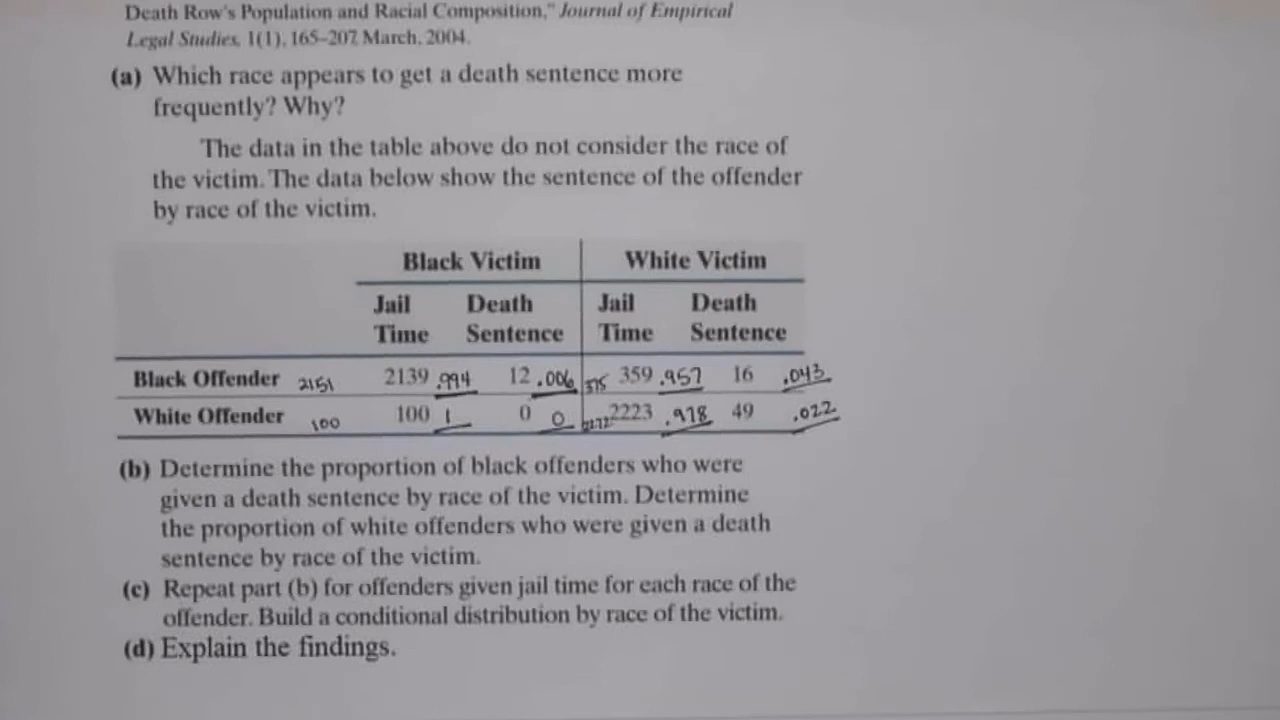 Death Row's Population and Racial Composition," Journal of Empirical
Legal Studies, 1(1), 165–207, March, 2004.
(a) Which race appears to get a death sentence more
frequently? Why?
The data in the table above do not consider the race of
the victim. The data below show the sentence of the offender
by race of the victim.
Black Victim White Victim
Jail Death Jail Death
Time Sentence Time Sentence
Black Offender 2151 2139 .994 12 .006 375 359 .957 16 .043
White Offender 100 100 1 0 0 2272 2223 .978 49 .022
(b) Determine the proportion of black offenders who were
given a death sentence by race of the victim. Determine
the proportion of white offenders who were given a death
sentence by race of the victim.
(c) Repeat part (b) for offenders given jail time for each race of the
offender. Build a conditional distribution by race of the victim.
(d) Explain the findings.